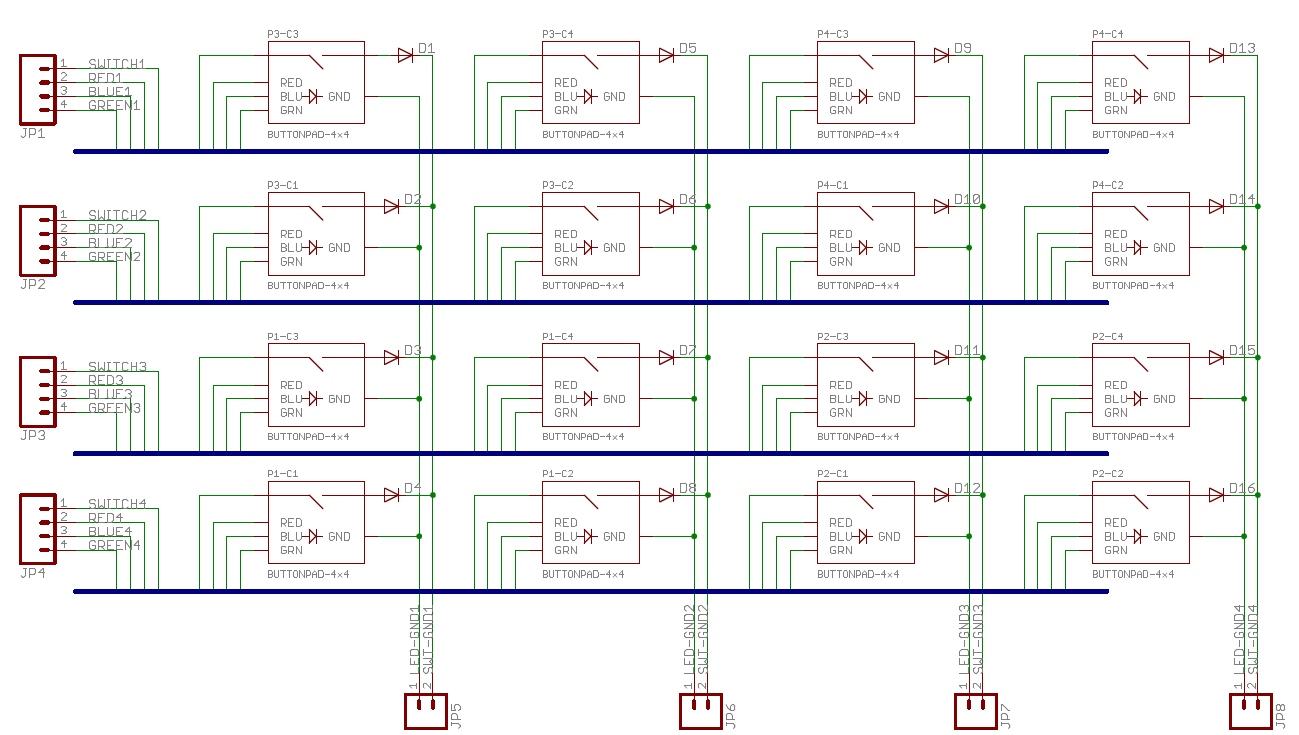 P3-C3
D1
P3-C4
D5
P4-C3
D9
P4-C4
D13
1 SWITCH1
2 RED1
3 BLUE1
4 GREEN1
JP1
RED
BLU GND
GRN
BUTTONPAD-4x4
RED
BLU GND
GRN
BUTTONPAD-4x4
RED
BLU GND
GRN
BUTTONPAD-4x4
RED
BLU GND
GRN
BUTTONPAD-4x4
P3-C1
D2
P3-C2
D6
P4-C1
D10
P4-C2
D14
1 SWITCH2
2 RED2
3 BLUE2
4 GREEN2
JP2
RED
BLU GND
GRN
BUTTONPAD-4x4
RED
BLU GND
GRN
BUTTONPAD-4x4
RED
BLU GND
GRN
BUTTONPAD-4x4
RED
BLU GND
GRN
BUTTONPAD-4x4
P1-C3
D3
P1-C4
D7
P2-C3
D11
P2-C4
D15
1 SWITCH3
2 RED3
3 BLUE3
4 GREEN3
JP3
RED
BLU GND
GRN
BUTTONPAD-4x4
RED
BLU GND
GRN
BUTTONPAD-4x4
RED
BLU GND
GRN
BUTTONPAD-4x4
RED
BLU GND
GRN
BUTTONPAD-4x4
P1-C1
D4
P1-C2
D8
P2-C1
D12
P2-C2
D16
1 SWITCH4
2 RED4
3 BLUE4
4 GREEN4
JP4
RED
BLU GND
GRN
BUTTONPAD-4x4
RED
BLU GND
GRN
BUTTONPAD-4x4
RED
BLU GND
GRN
BUTTONPAD-4x4
RED
BLU GND
GRN
BUTTONPAD-4x4
1 LED-GND1
2 SWT-GND1
JP5
1 LED-GND2
2 SWT-GND2
JP6
1 LED-GND3
2 SWT-GND3
JP7
1 LED-GND4
2 SWT-GND4
JP8